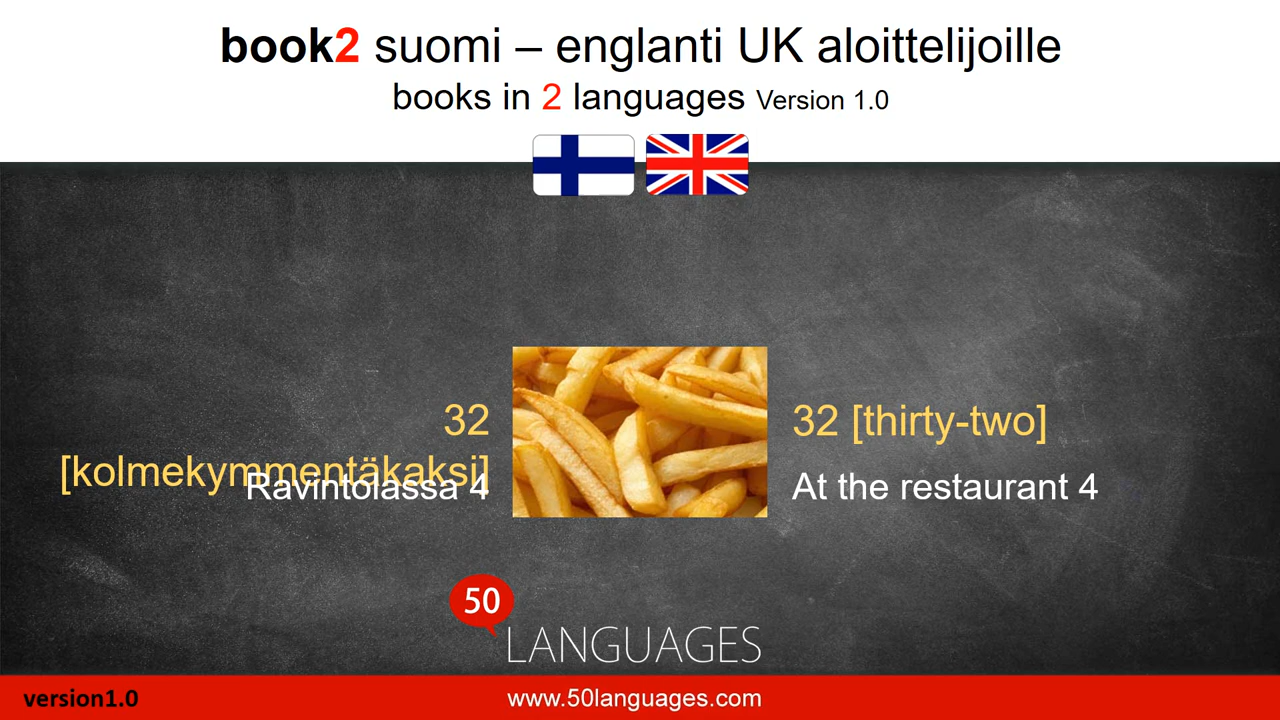 book2 suomi – englanti UK aloittelijoille
books in 2 languages Version 1.0
32
[kolmekymmentäkaksi]
Ravintolassa 4
32 [thirty-two]
At the restaurant 4
50
LANGUAGES
version1.0
www.50languages.com